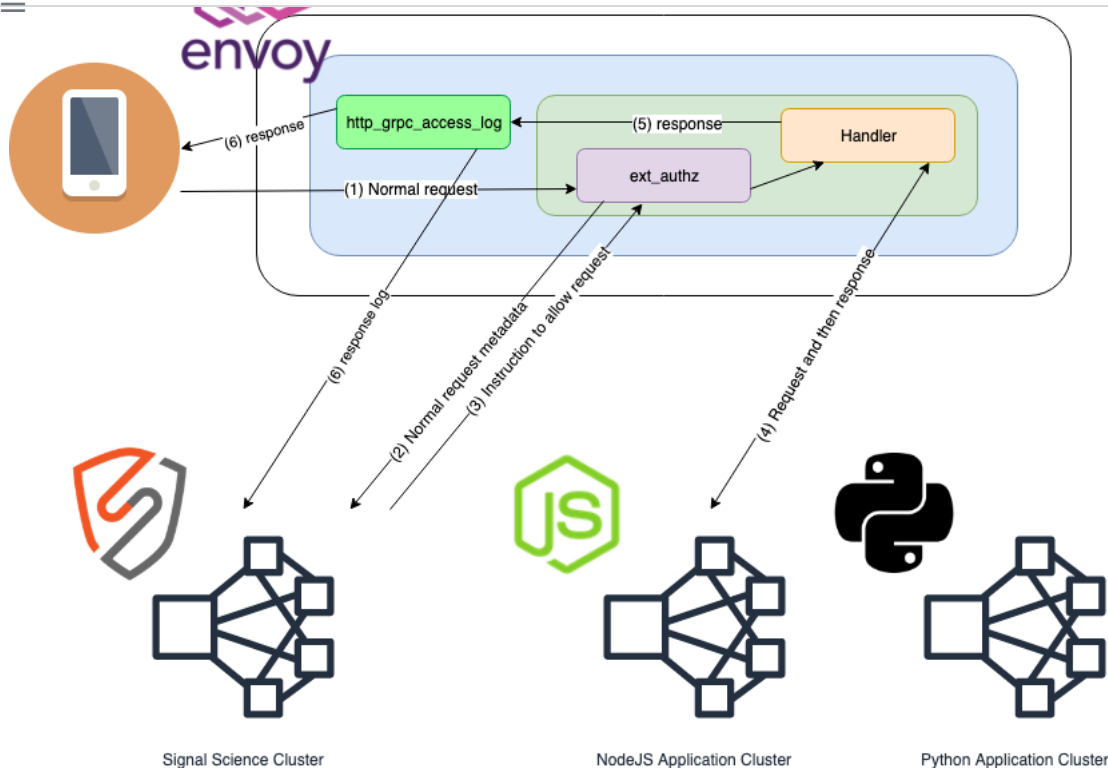 envoy
http_grpc_access_log
(5) response
Handler
(6) response
ext_authz
(1) Normal request
(6) response log
(2) Normal request metadata
(3) Instruction to allow request
(4) Request and then response
JS
Signal Science Cluster
NodeJS Application Cluster
Python Application Cluster